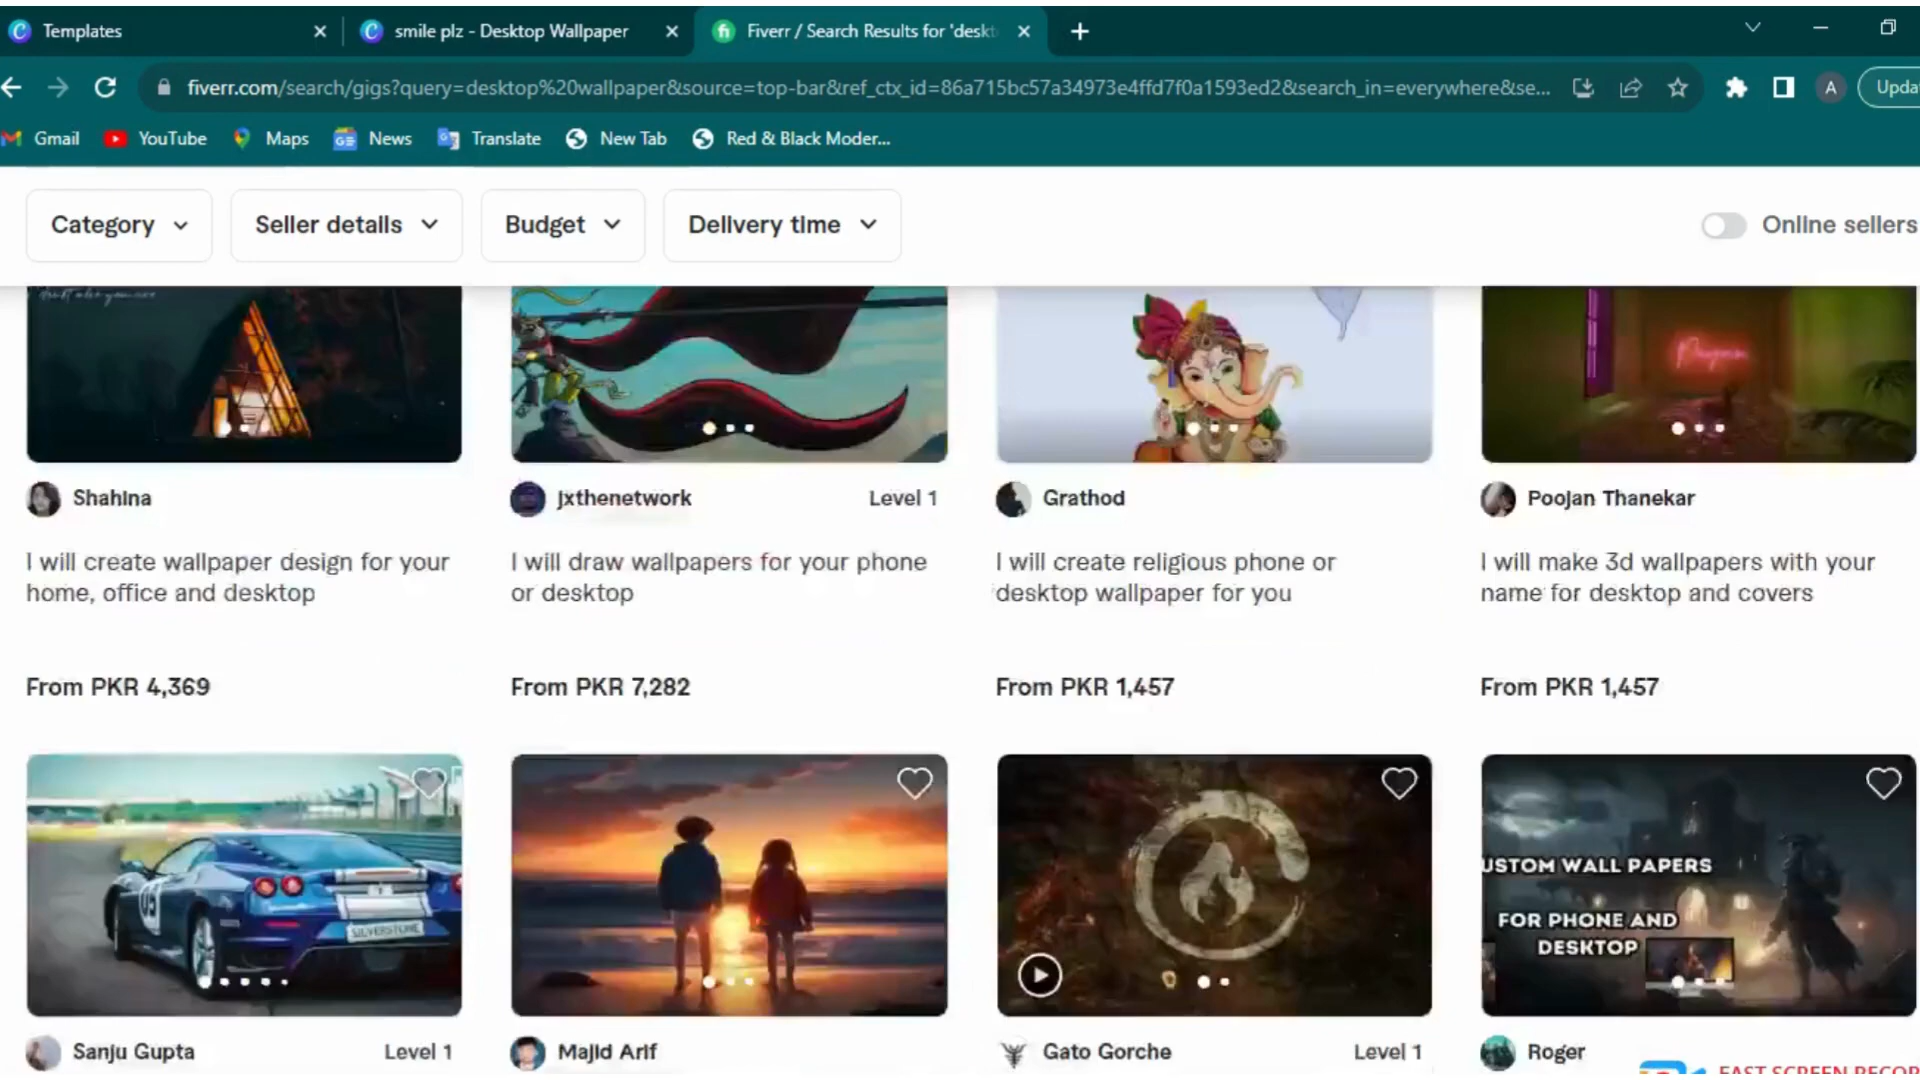 Templates
smile plz - Desktop Wallpaper
Fiverr / Search Results for 'deskt
fiverr.com/search/gigs?query=desktop%20wallpaper&source=top-bar&ref_ctx_id=86a715bc57a34973e4ffd7f0a1593ed2&search_in=everywhere&se...
A
Updat
Gmail
YouTube
Maps
News
Translate
New Tab
Red & Black Moder...
Category
Seller details
Budget
Delivery time
Online sellers
Shahina
jxthenetwork
Level 1
Grathod
Poojan Thanekar
I will create wallpaper design for your
home, office and desktop
I will draw wallpapers for your phone
or desktop
I will create religious phone or
desktop wallpaper for you
I will make 3d wallpapers with your
name for desktop and covers
From PKR 4,369
From PKR 7,282
From PKR 1,457
From PKR 1,457
SILVERSTONE
USTOM WALL PAPERS
FOR PHONE AND
DESKTOP
Sanju Gupta
Level 1
Majid Arif
Gato Gorche
Level 1
Roger
FAST SCREEN RECOR